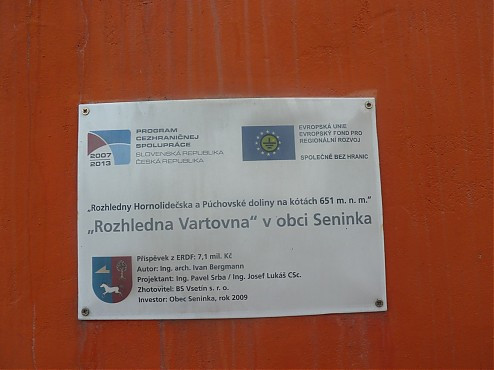 PROGRAM
CEZHRANIČNEJ
SPOLUPRÁCE
SLOVENSKÁ REPUBLIKA
ČESKÁ REPUBLIKA
2007
2013
EVROPSKÁ UNIE
EVROPSKÝ FOND PRO
REGIONÁLNÍ ROZVOJ
SPOLEČNĚ BEZ HRANIC
„Rozhledny Hornolidečska a Púchovské doliny na kótách 651 m. n. m."
„Rozhledna Vartovna" v obci Seninka
Příspěvek z ERDF: 7,1 mil. Kč
Autor: Ing. arch. Ivan Bergmann
Projektant: Ing. Pavel Srba / Ing. Josef Lukáš CSc.
Zhotovitel: BS Vsetín s. r. o.
Investor: Obec Seninka, rok 2009